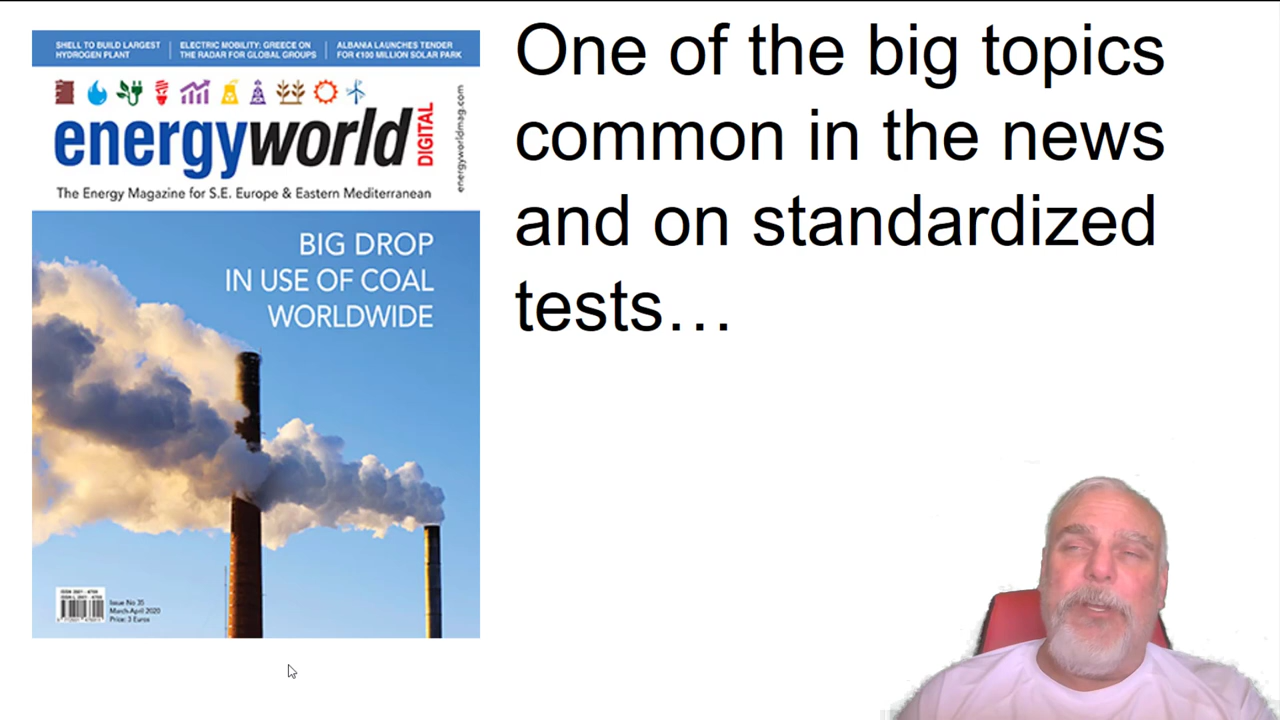 SHELL TO BUILD LARGEST
HYDROGEN PLANT
ELECTRIC MOBILITY: GREECE ON
THE RADAR FOR GLOBAL GROUPS
ALBANIA LAUNCHES TENDER
FOR €100 MILLION SOLAR PARK
energyworld
DIGITAL
energyworldmag.com
The Energy Magazine for S.E. Europe & Eastern Mediterranean
BIG DROP
IN USE OF COAL
WORLDWIDE
Issue No 35
March-April 2020
Price: 3 Euros
One of the big topics
common in the news
and on standardized
tests…